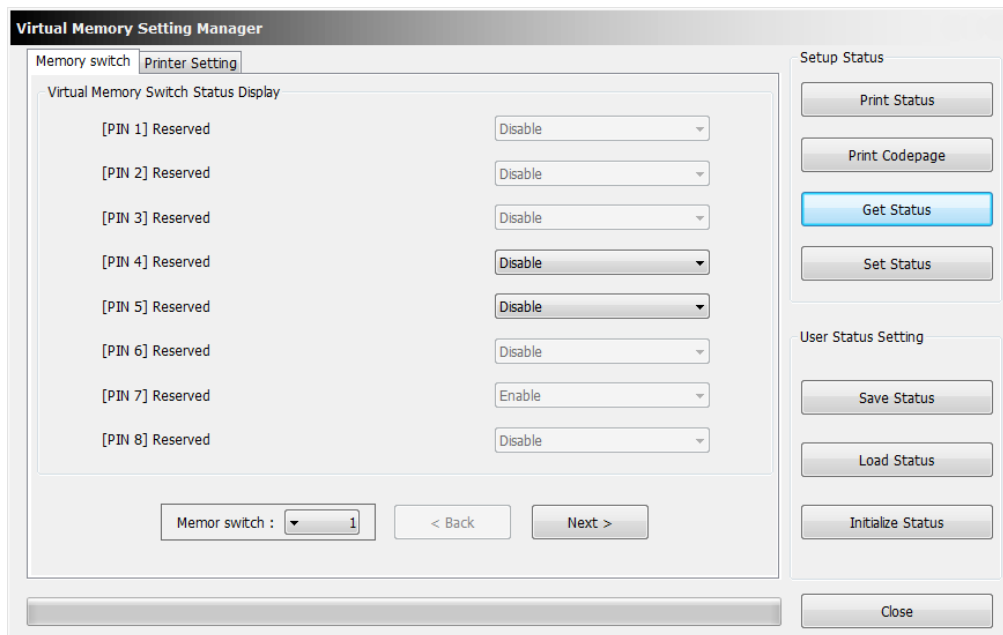 Virtual Memory Setting Manager
Memory switch
Printer Setting
Virtual Memory Switch Status Display
[PIN 1] Reserved Disable
[PIN 2] Reserved Disable
[PIN 3] Reserved Disable
[PIN 4] Reserved Disable
[PIN 5] Reserved Disable
[PIN 6] Reserved Disable
[PIN 7] Reserved Enable
[PIN 8] Reserved Disable
Memor switch : 1
< Back
Next >
Setup Status
Print Status
Print Codepage
Get Status
Set Status
User Status Setting
Save Status
Load Status
Initialize Status
Close